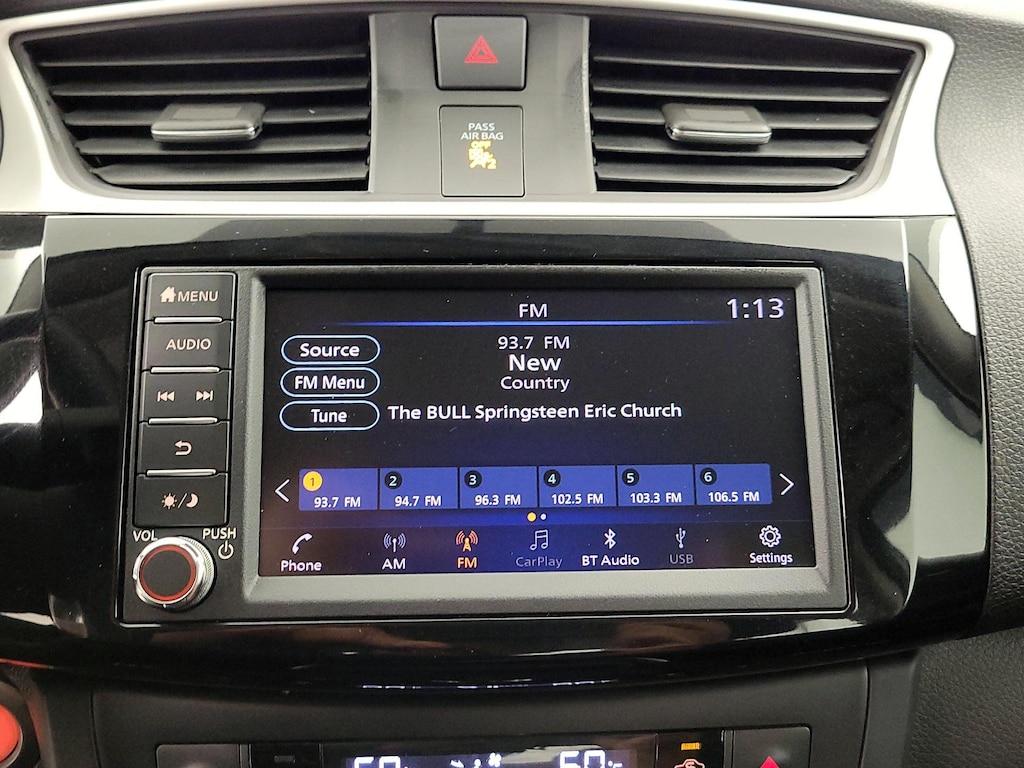 PASS
AIR BAG
OFF
2
MENU
AUDIO
VOL
PUSH
FM
1:13
Source
93.7 FM
New
Country
FM Menu
Tune
The BULL Springsteen Eric Church
1 2 3 4 5 6
93.7 FM 94.7 FM 96.3 FM 102.5 FM 103.3 FM 106.5 FM
Phone AM FM CarPlay BT Audio USB Settings